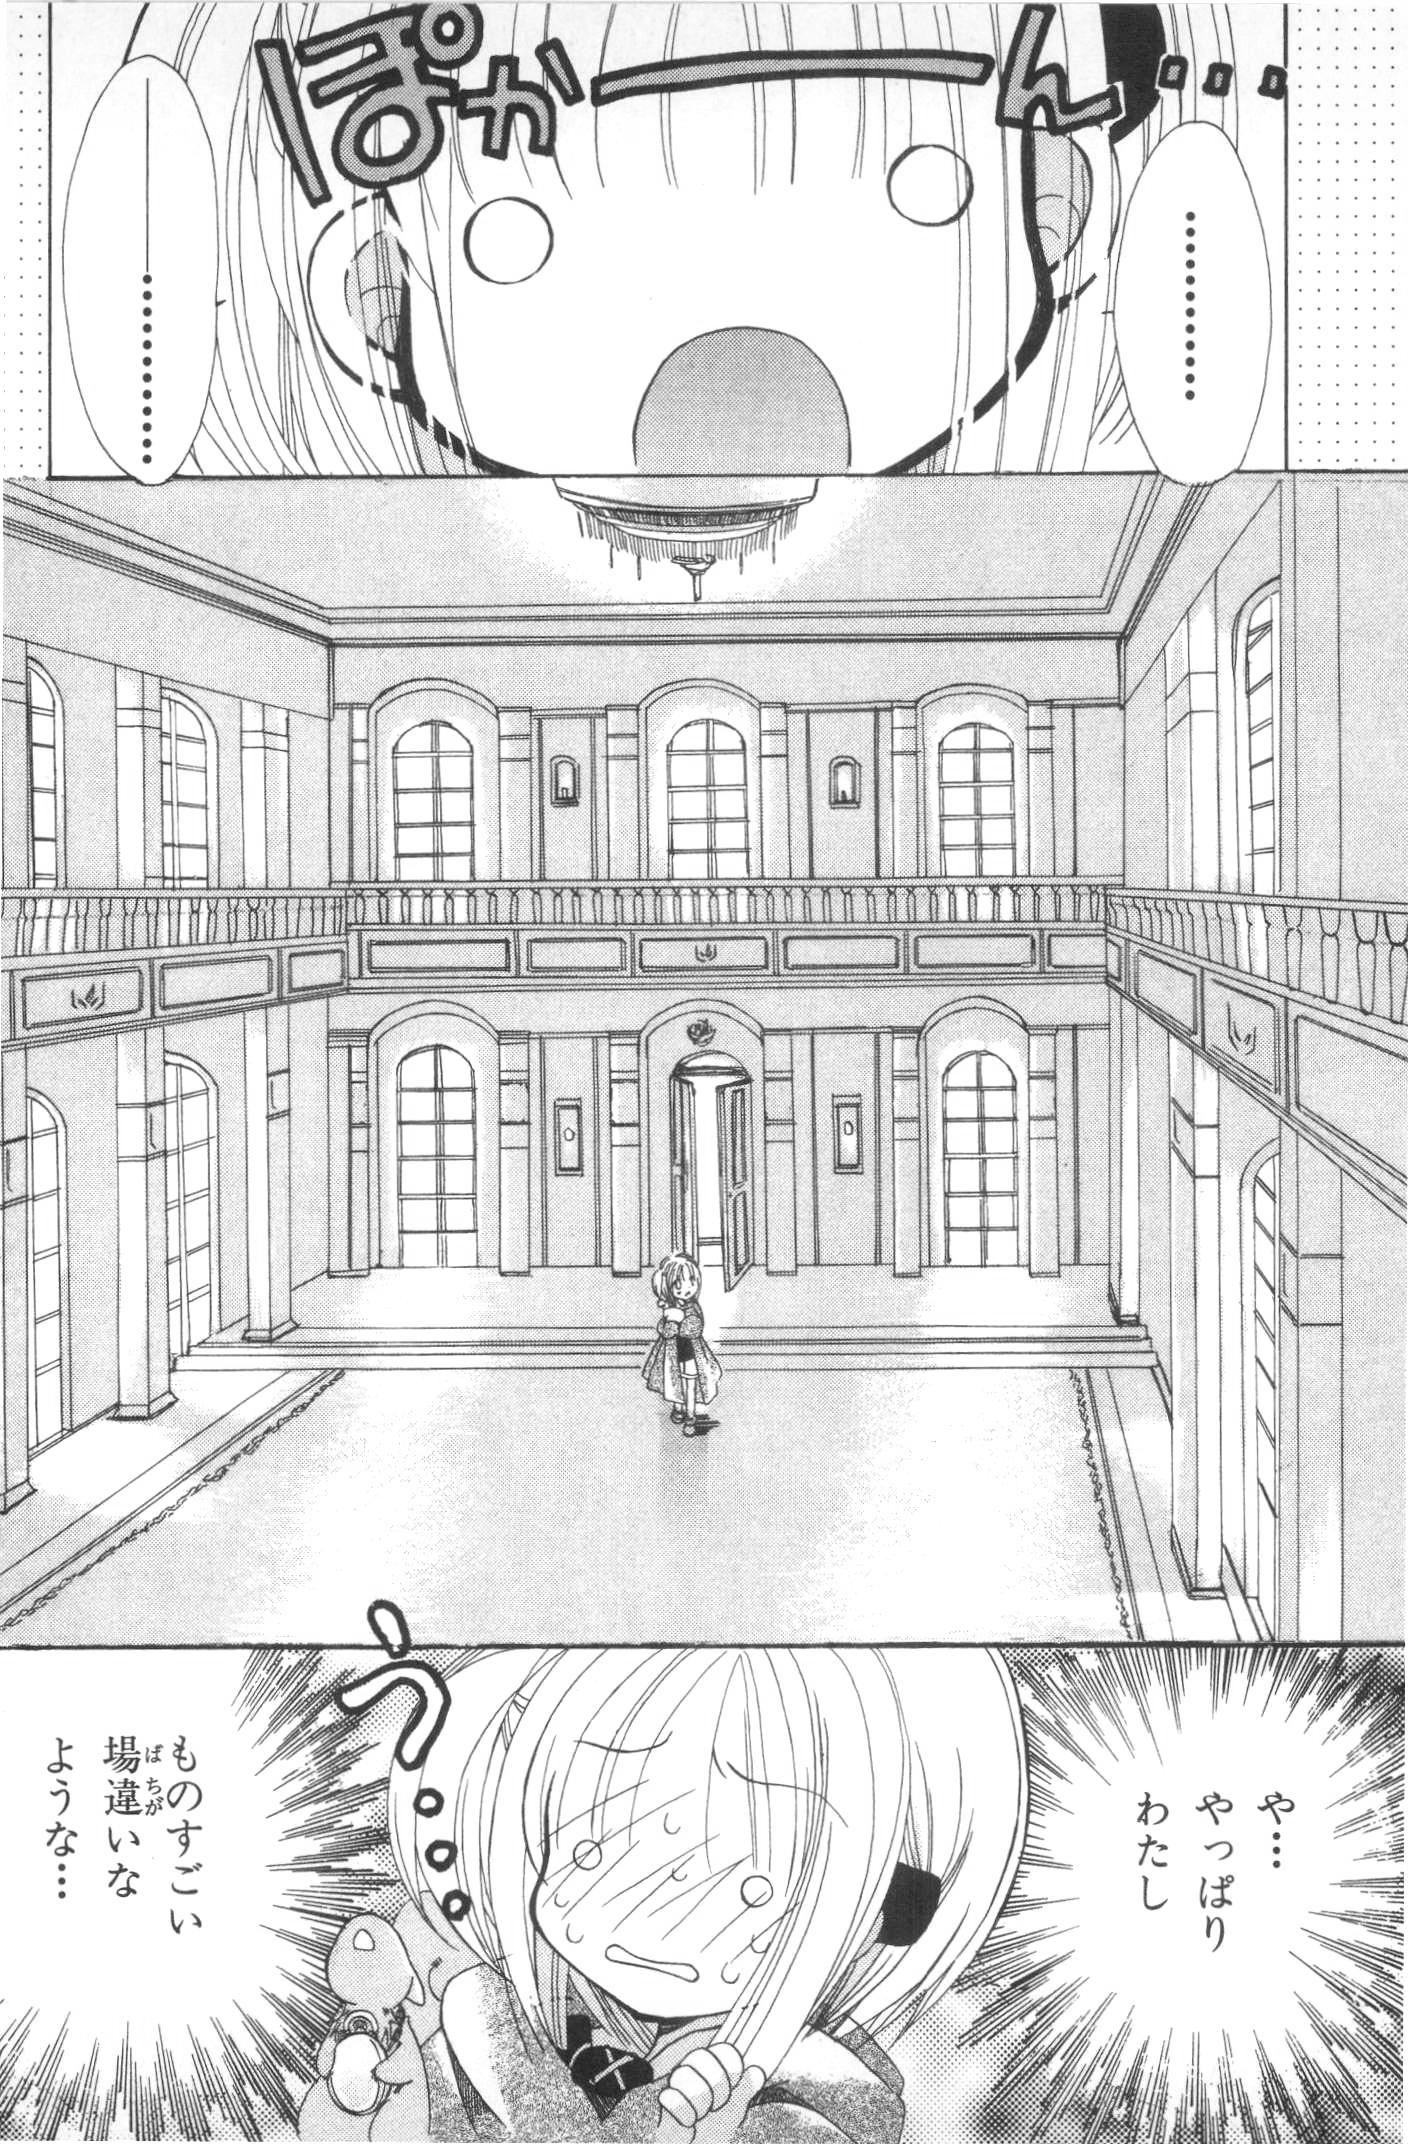 ぽかーん…
………
―………
や…
やっぱり
わたし
う…
ものすごい
場違いな
ばちが
ような…